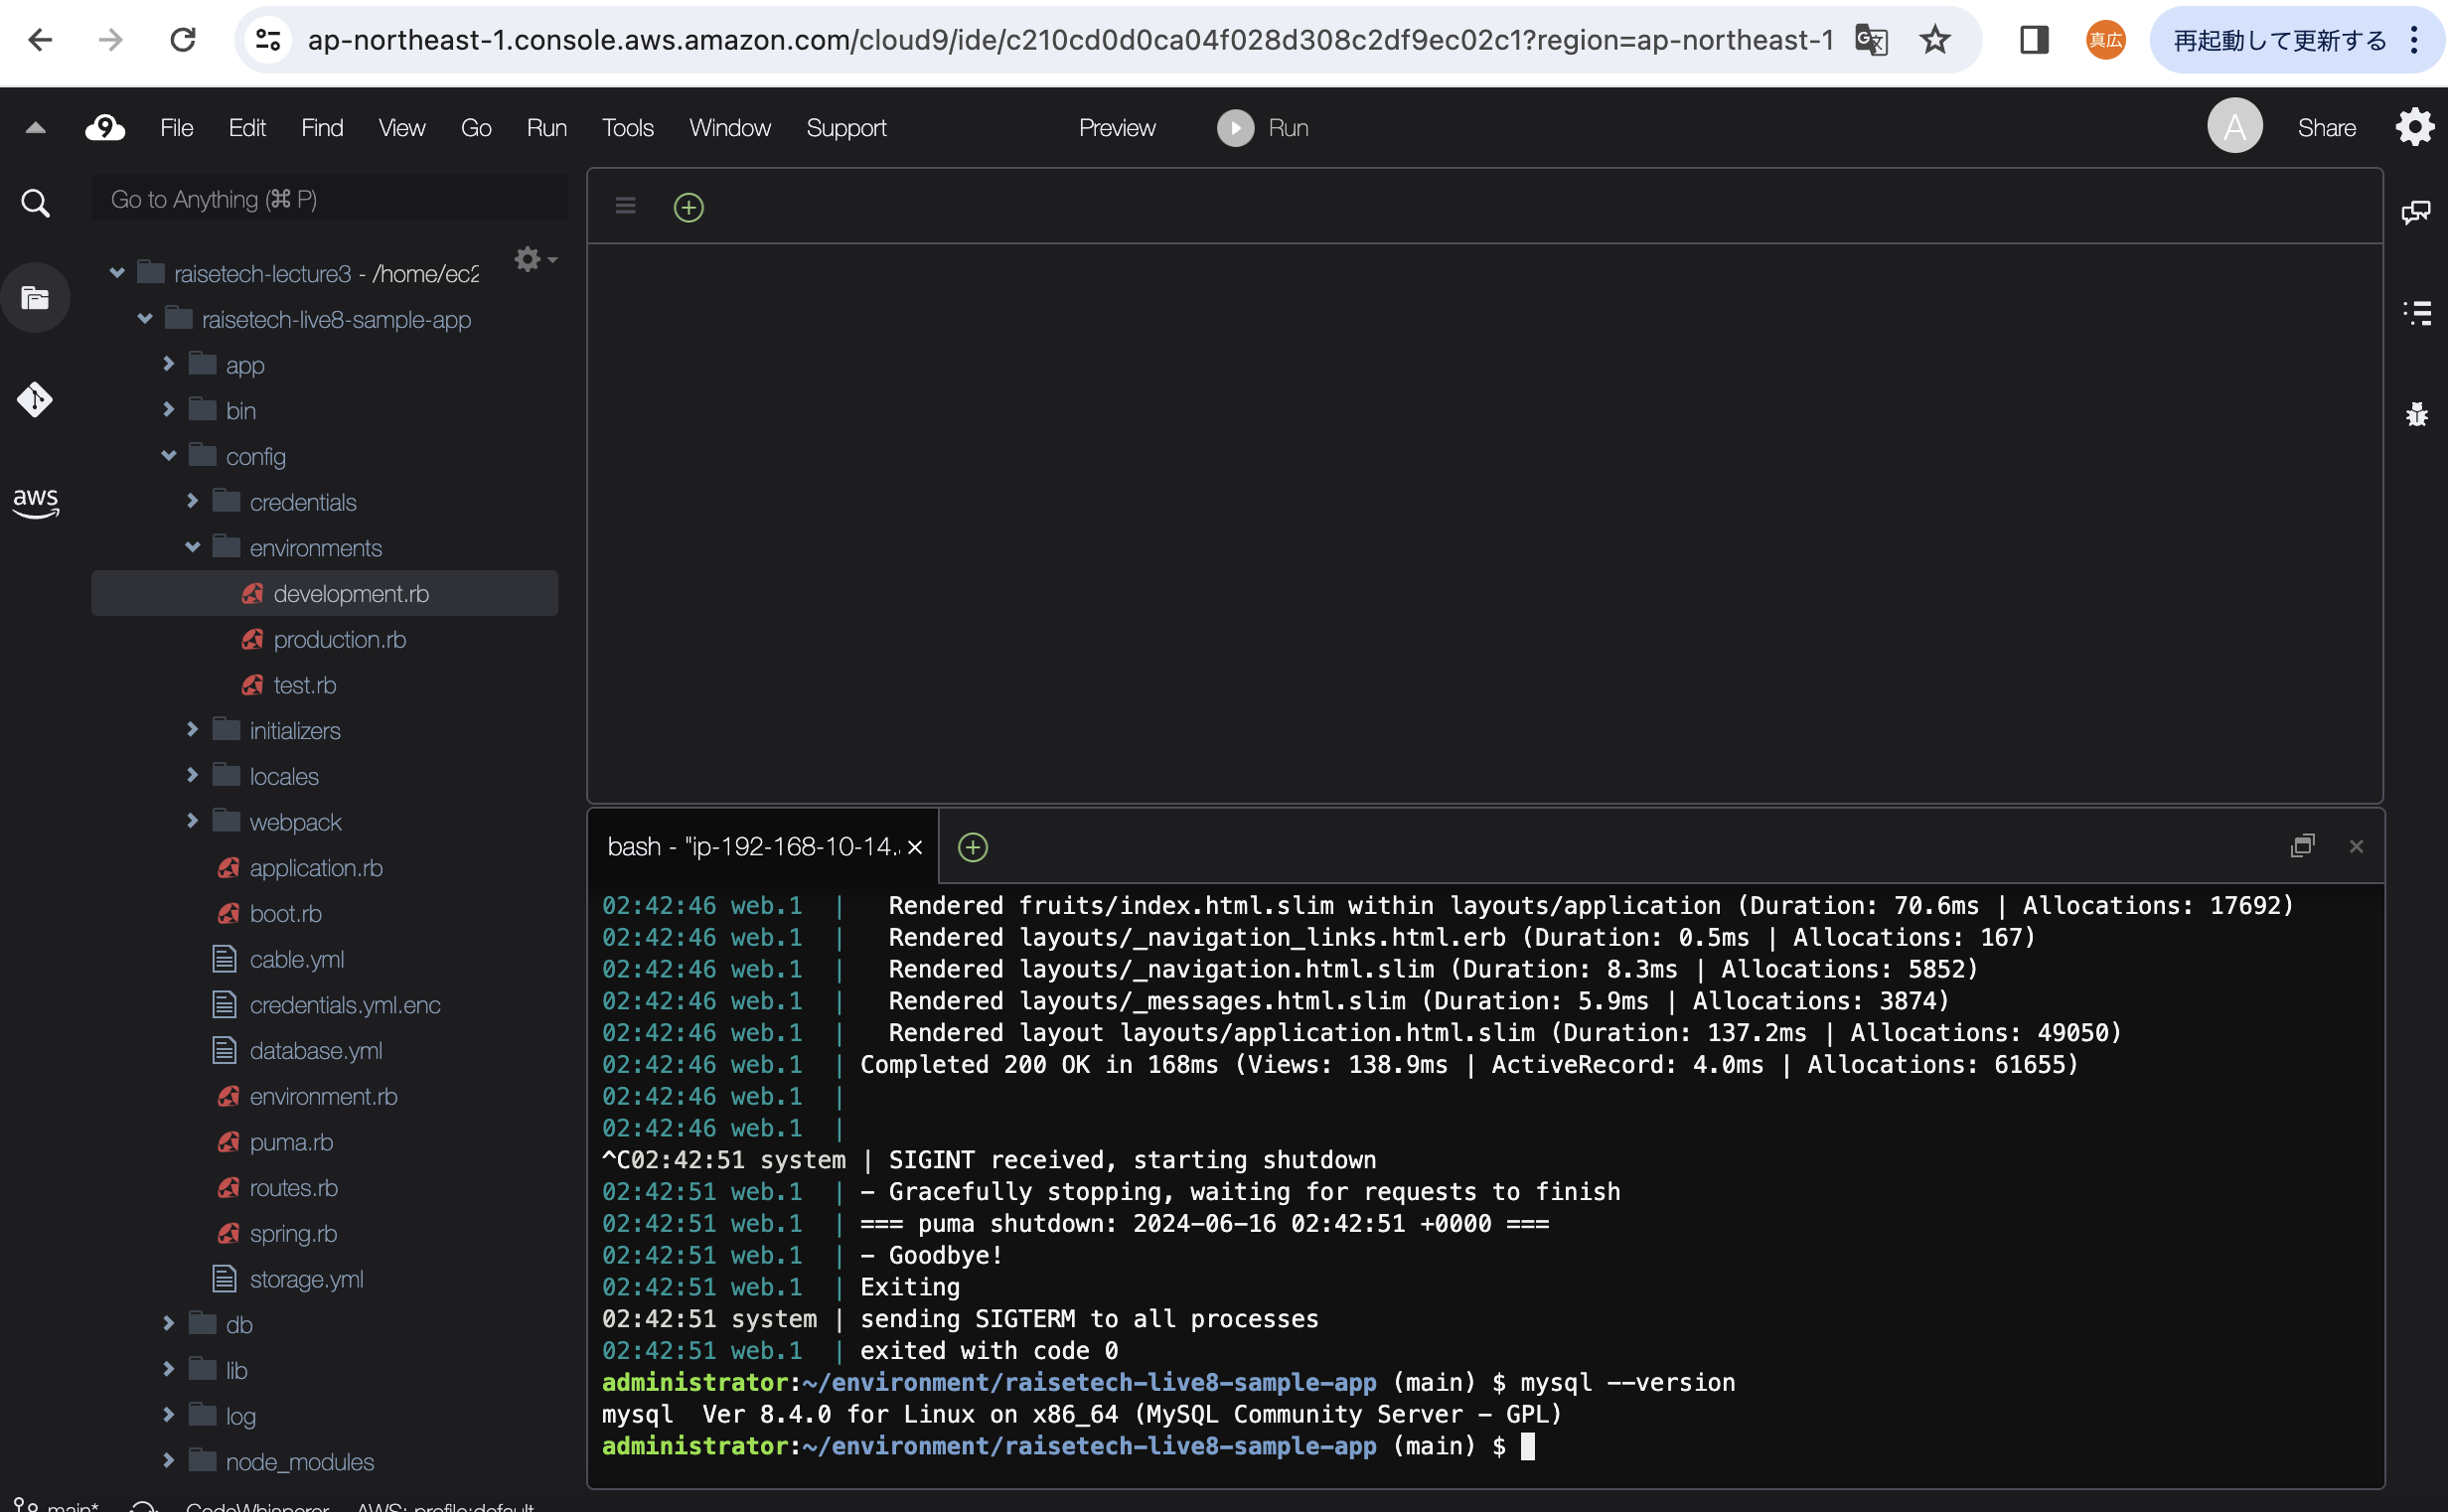 ap-northeast-1.console.aws.amazon.com/cloud9/ide/c210cd0d0ca04f028d308c2df9ec02c1?region=ap-northeast-1
真広
再起動して更新する
9 File Edit Find View Go Run Tools Window Support Preview Run A Share
Go to Anything (⌘ P)
raisetech-lecture3 - /home/ec2
raisetech-live8-sample-app
app
bin
config
credentials
aws
environments
development.rb
production.rb
test.rb
initializers
locales
webpack
application.rb
boot.rb
cable.yml
credentials.yml.enc
database.yml
environment.rb
puma.rb
routes.rb
spring.rb
storage.yml
db
lib
log
node_modules
main* CodeWhisperer AWS: profile:default
bash - "ip-192-168-10-14.
02:42:46 web.1  |   Rendered fruits/index.html.slim within layouts/application (Duration: 70.6ms | Allocations: 17692)
02:42:46 web.1  |   Rendered layouts/_navigation_links.html.erb (Duration: 0.5ms | Allocations: 167)
02:42:46 web.1  |   Rendered layouts/_navigation.html.slim (Duration: 8.3ms | Allocations: 5852)
02:42:46 web.1  |   Rendered layouts/_messages.html.slim (Duration: 5.9ms | Allocations: 3874)
02:42:46 web.1  |   Rendered layout layouts/application.html.slim (Duration: 137.2ms | Allocations: 49050)
02:42:46 web.1  | Completed 200 OK in 168ms (Views: 138.9ms | ActiveRecord: 4.0ms | Allocations: 61655)
02:42:46 web.1  |
02:42:46 web.1  |
^C02:42:51 system | SIGINT received, starting shutdown
02:42:51 web.1  | - Gracefully stopping, waiting for requests to finish
02:42:51 web.1  | === puma shutdown: 2024-06-16 02:42:51 +0000 ===
02:42:51 web.1  | - Goodbye!
02:42:51 web.1  | Exiting
02:42:51 system | sending SIGTERM to all processes
02:42:51 web.1  | exited with code 0
administrator:~/environment/raisetech-live8-sample-app (main) $ mysql --version
mysql  Ver 8.4.0 for Linux on x86_64 (MySQL Community Server - GPL)
administrator:~/environment/raisetech-live8-sample-app (main) $